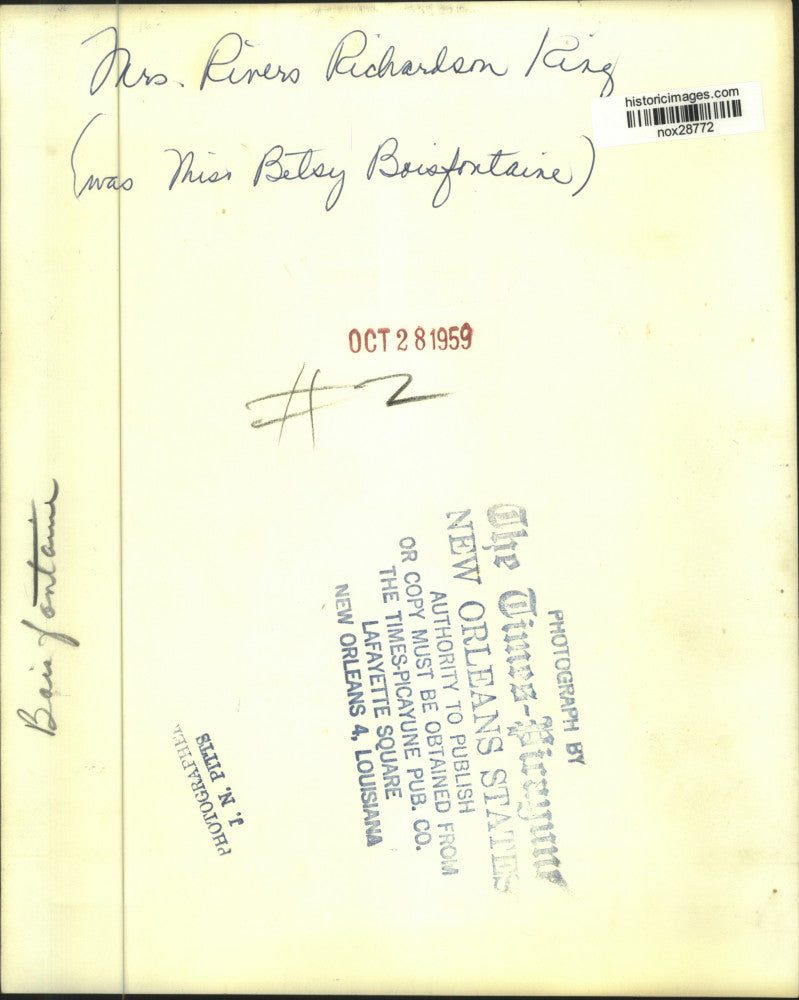 Mrs. Rivers Richardson King
historicimages.com
nox28772
(was Miss Betsy Boisfontaine)
OCT 28 1959
#2
Boisfontaine
PHOTOGRAPH BY
The Times-Picayune
NEW ORLEANS STATES
AUTHORITY TO PUBLISH
OR COPY MUST BE OBTAINED FROM
THE TIMES-PICAYUNE PUB. CO.
LAFAYETTE SQUARE
NEW ORLEANS 4, LOUISIANA
PHOTOGRAPHER
J. N. PITTS